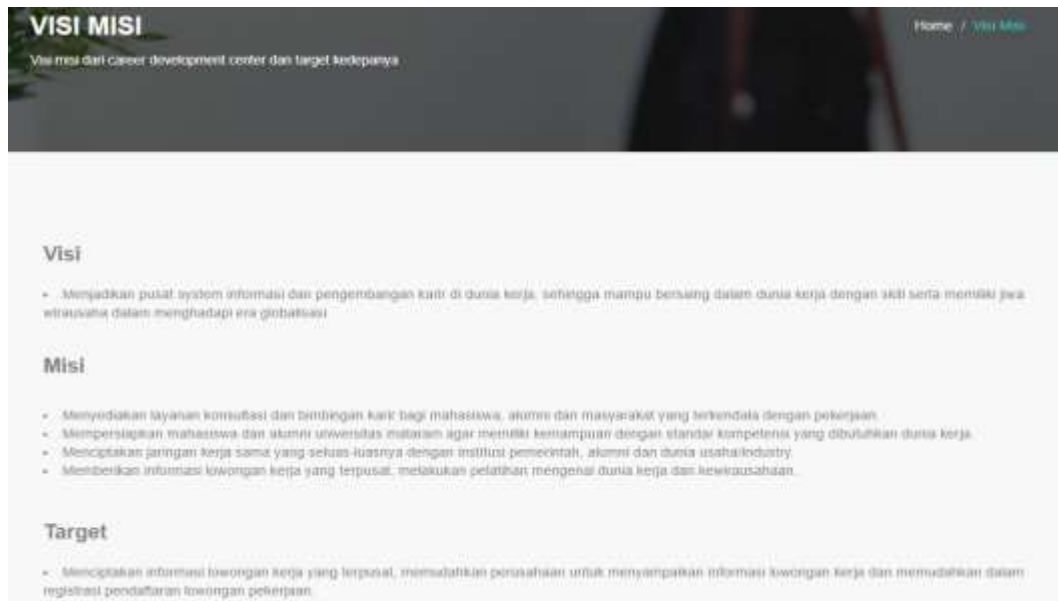 VISI MISI
Home / Visi Misi
Visi misi dari career development center dan target kedepanya
Visi
• Menjadikan pusat system informasi dan pengembangan karir di dunia kerja, sehingga mampu bersaing dalam dunia kerja dengan skill serta memiliki jiwa
wirausaha dalam menghadapi era globalisasi
Misi
• Menyediakan layanan konsultasi dan bimbingan karir bagi mahasiswa, alumni dan masyarakat yang terkendala dengan pekerjaan.
• Mempersiapkan mahasiswa dan alumni universitas mataram agar memiliki kemampuan dengan standar kompetensi yang dibutuhkan dunia kerja.
• Menciptakan jaringan kerja sama yang seluas-luasnya dengan institusi pemerintah, alumni dan dunia usaha/industry.
• Memberikan informasi lowongan kerja yang terpusat, melakukan pelatihan mengenai dunia kerja dan kewirausahaan.
Target
• Menciptakan informasi lowongan kerja yang terpusat, memudahkan perusahaan untuk menyampaikan informasi lowongan kerja dan memudahkan dalam
registrasi pendaftaran lowongan pekerjaan.